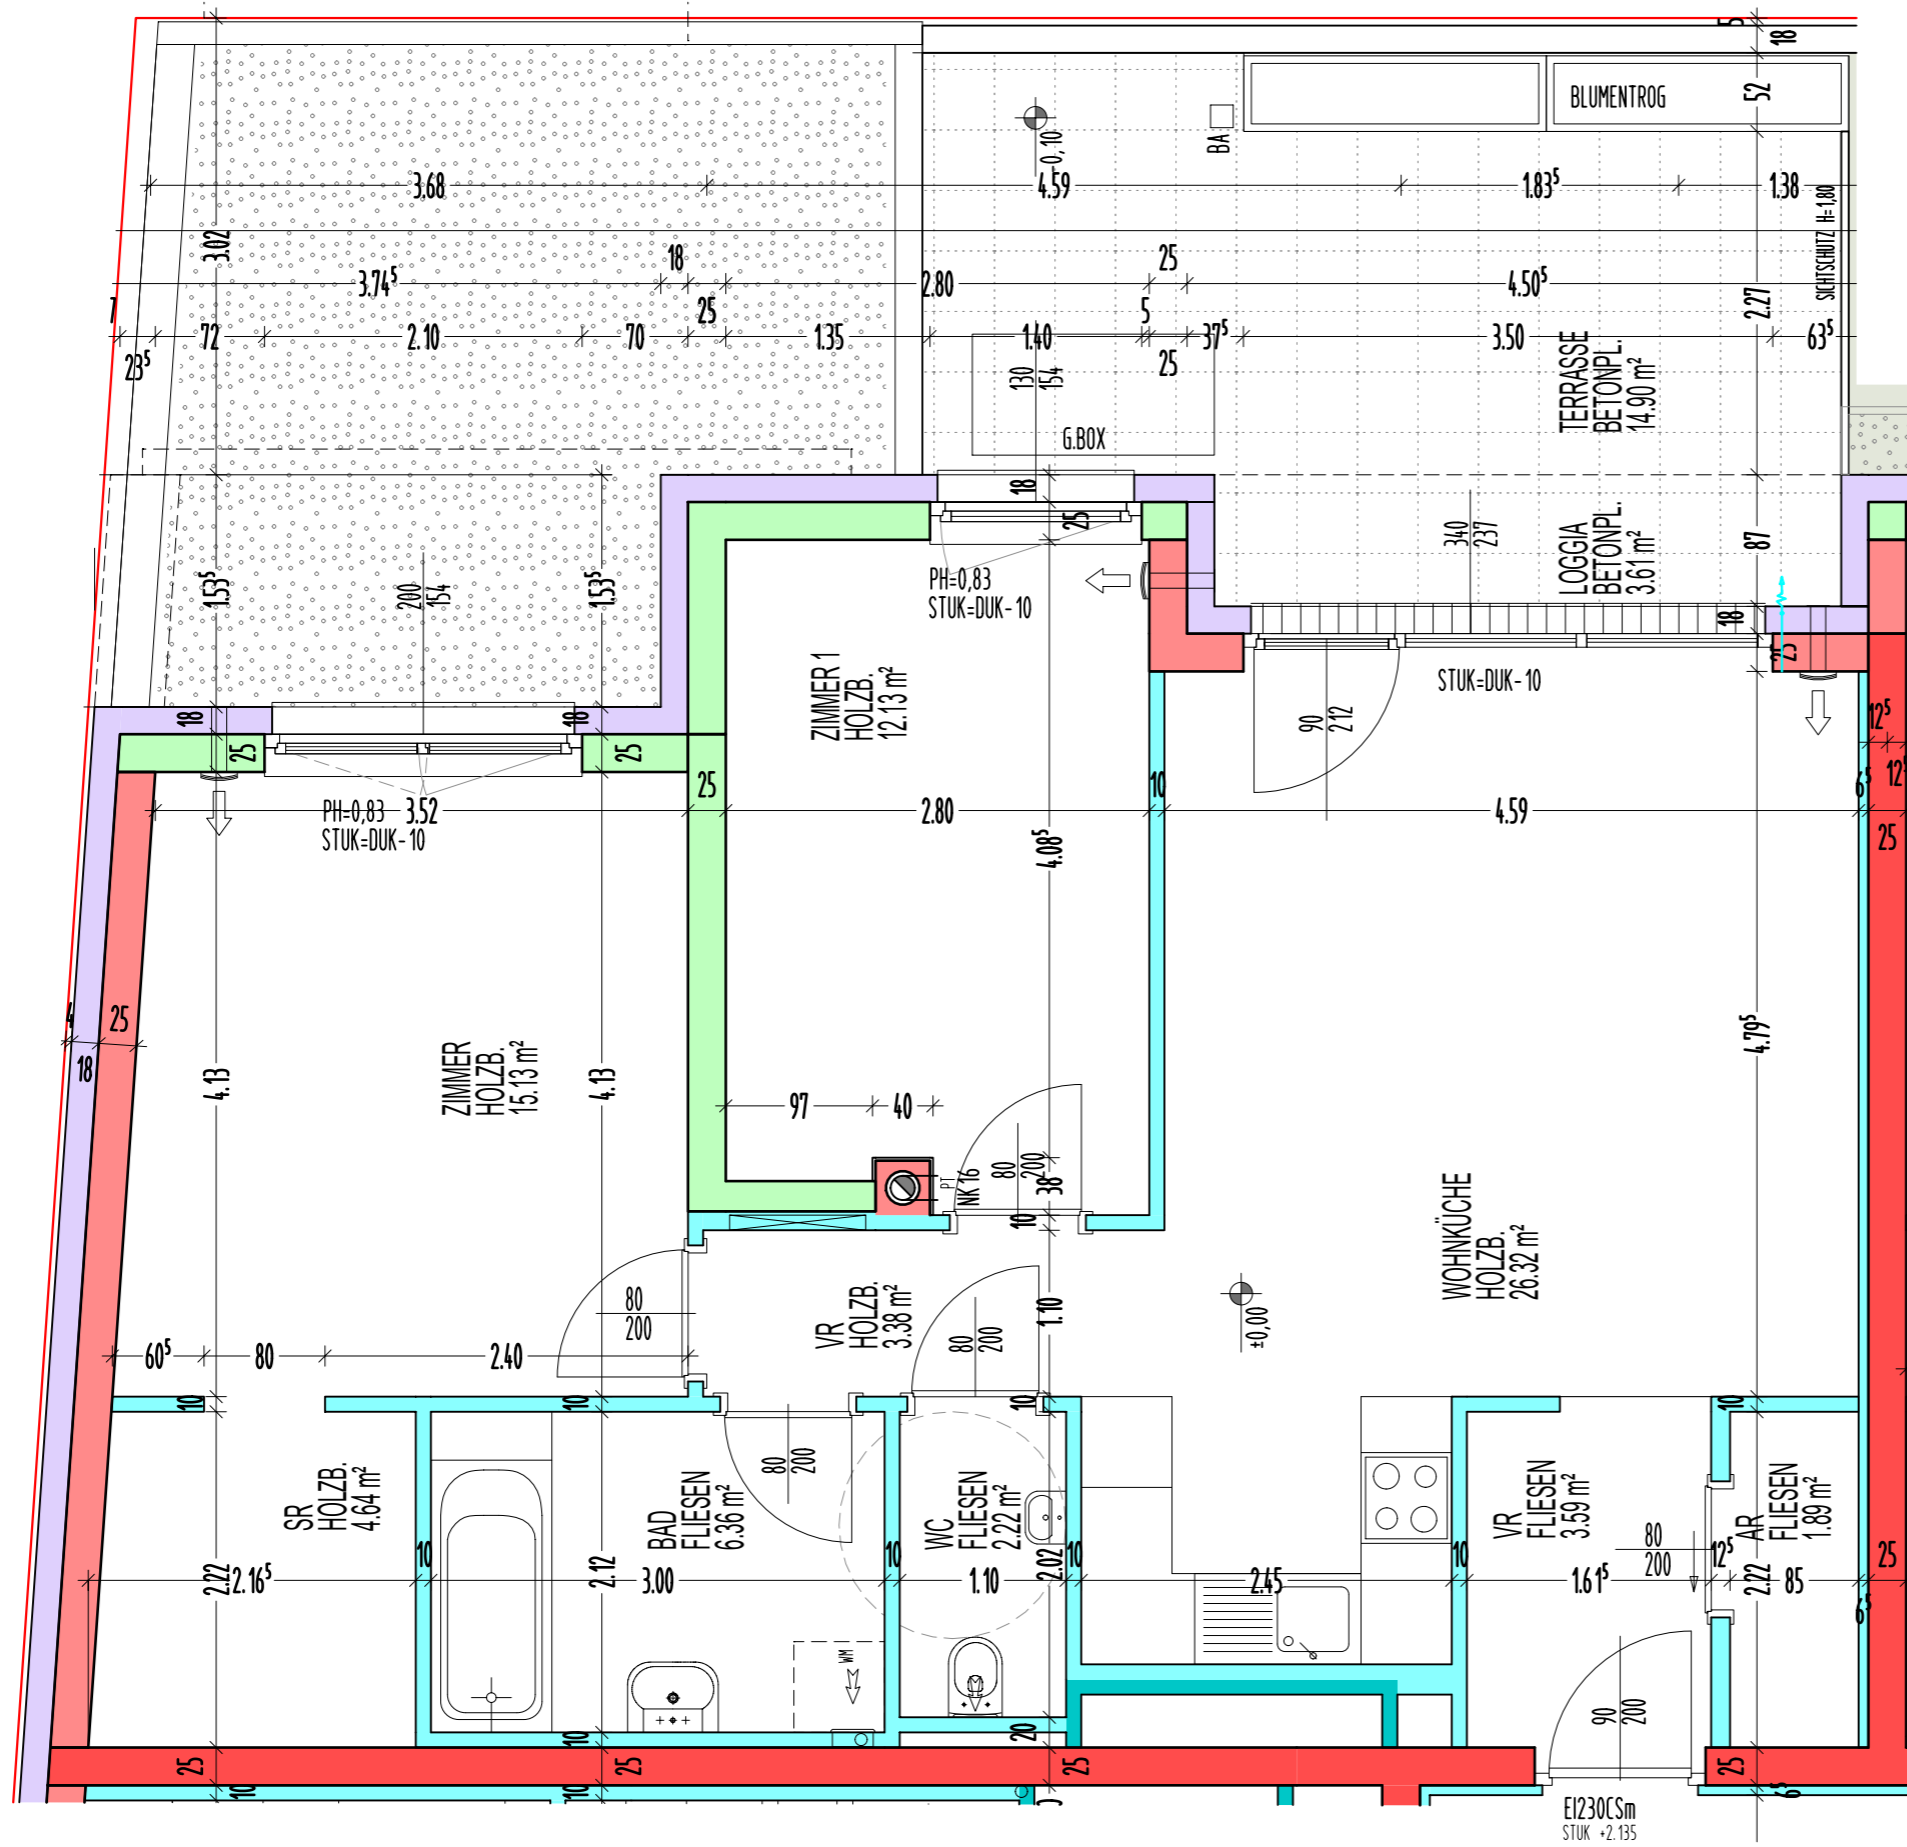 5
18
52
BLUMENTROG
BA
-0,10
3.68
4.59
1.83⁵
1.38
SICHTSCHUTZ H=1,80
3.02
18
25
3.74⁵
2.80
4.50⁵
2.27
7
25
5
72
2.10
70
1.35
1.40
37⁵
3.50
63⁵
23⁵
25
130
154
TERRASSE
BETONPL.
14.90 m²
G.BOX
18
25
340
237
LOGGIA
BETONPL.
3.61 m²
87
1.53⁵
200
154
1.53⁵
PH=0,83
STUK=DUK-10
18
25
ZIMMER 1
HOLZB.
12.13 m²
STUK=DUK-10
90
212
18
25
18
25
12⁵
12⁵
6⁵
25
10
PH=0,83
STUK=DUK-10
3.52
2.80
4.59
4.08⁵
25
4
25
18
ZIMMER
HOLZB.
15.13 m²
4.13
4.13
4.79⁵
97
40
PT
NK 16
80
200
38
10
WOHNKÜCHE
HOLZB.
26.32 m²
80
200
VR
HOLZB.
3.38 m²
80
200
1.10
±0,00
60⁵
80
2.40
10
10
10
10
SR
HOLZB.
4.64 m²
BAD
FLIESEN
6.36 m²
80
200
WC
FLIESEN
2.22 m²
VR
FLIESEN
3.59 m²
80
200
AR
FLIESEN
1.89 m²
10
10
10
10
12⁵
25
2.22
2.16⁵
2.12
3.00
1.10
2.02
2.45
1.61⁵
2.22
85
6⁵
WM
10
20
90
200
25
25
25
25
10
10
6⁵
EI230CSm
STUK +2.135